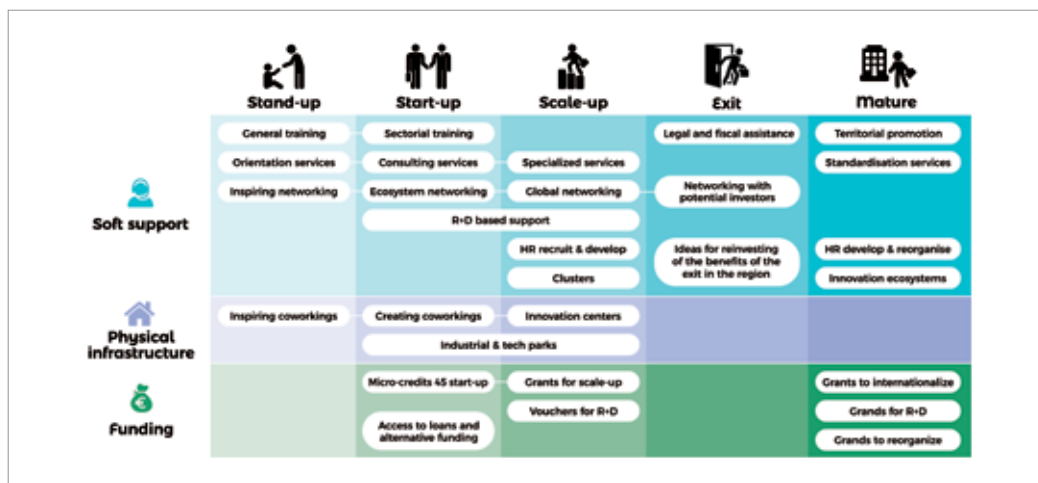 Stand-up
Start-up
Scale-up
Exit
Mature
Soft support
General training
Sectorial training
Legal and fiscal assistance
Territorial promotion
Orientation services
Consulting services
Specialized services
Standardisation services
Inspiring networking
Ecosystem networking
Global networking
Networking with
potential investors
R+D based support
HR recruit & develop
Ideas for reinvesting
of the benefits of the
exit in the region
HR develop & reorganise
Clusters
Innovation ecosystems
Physical
infrastructure
Inspiring coworkings
Creating coworkings
Innovation centers
Industrial & tech parks
€
Funding
Micro-credits 45 start-up
Grants for scale-up
Grants to internationalize
Access to loans and
alternative funding
Vouchers for R+D
Grands for R+D
Grands to reorganize